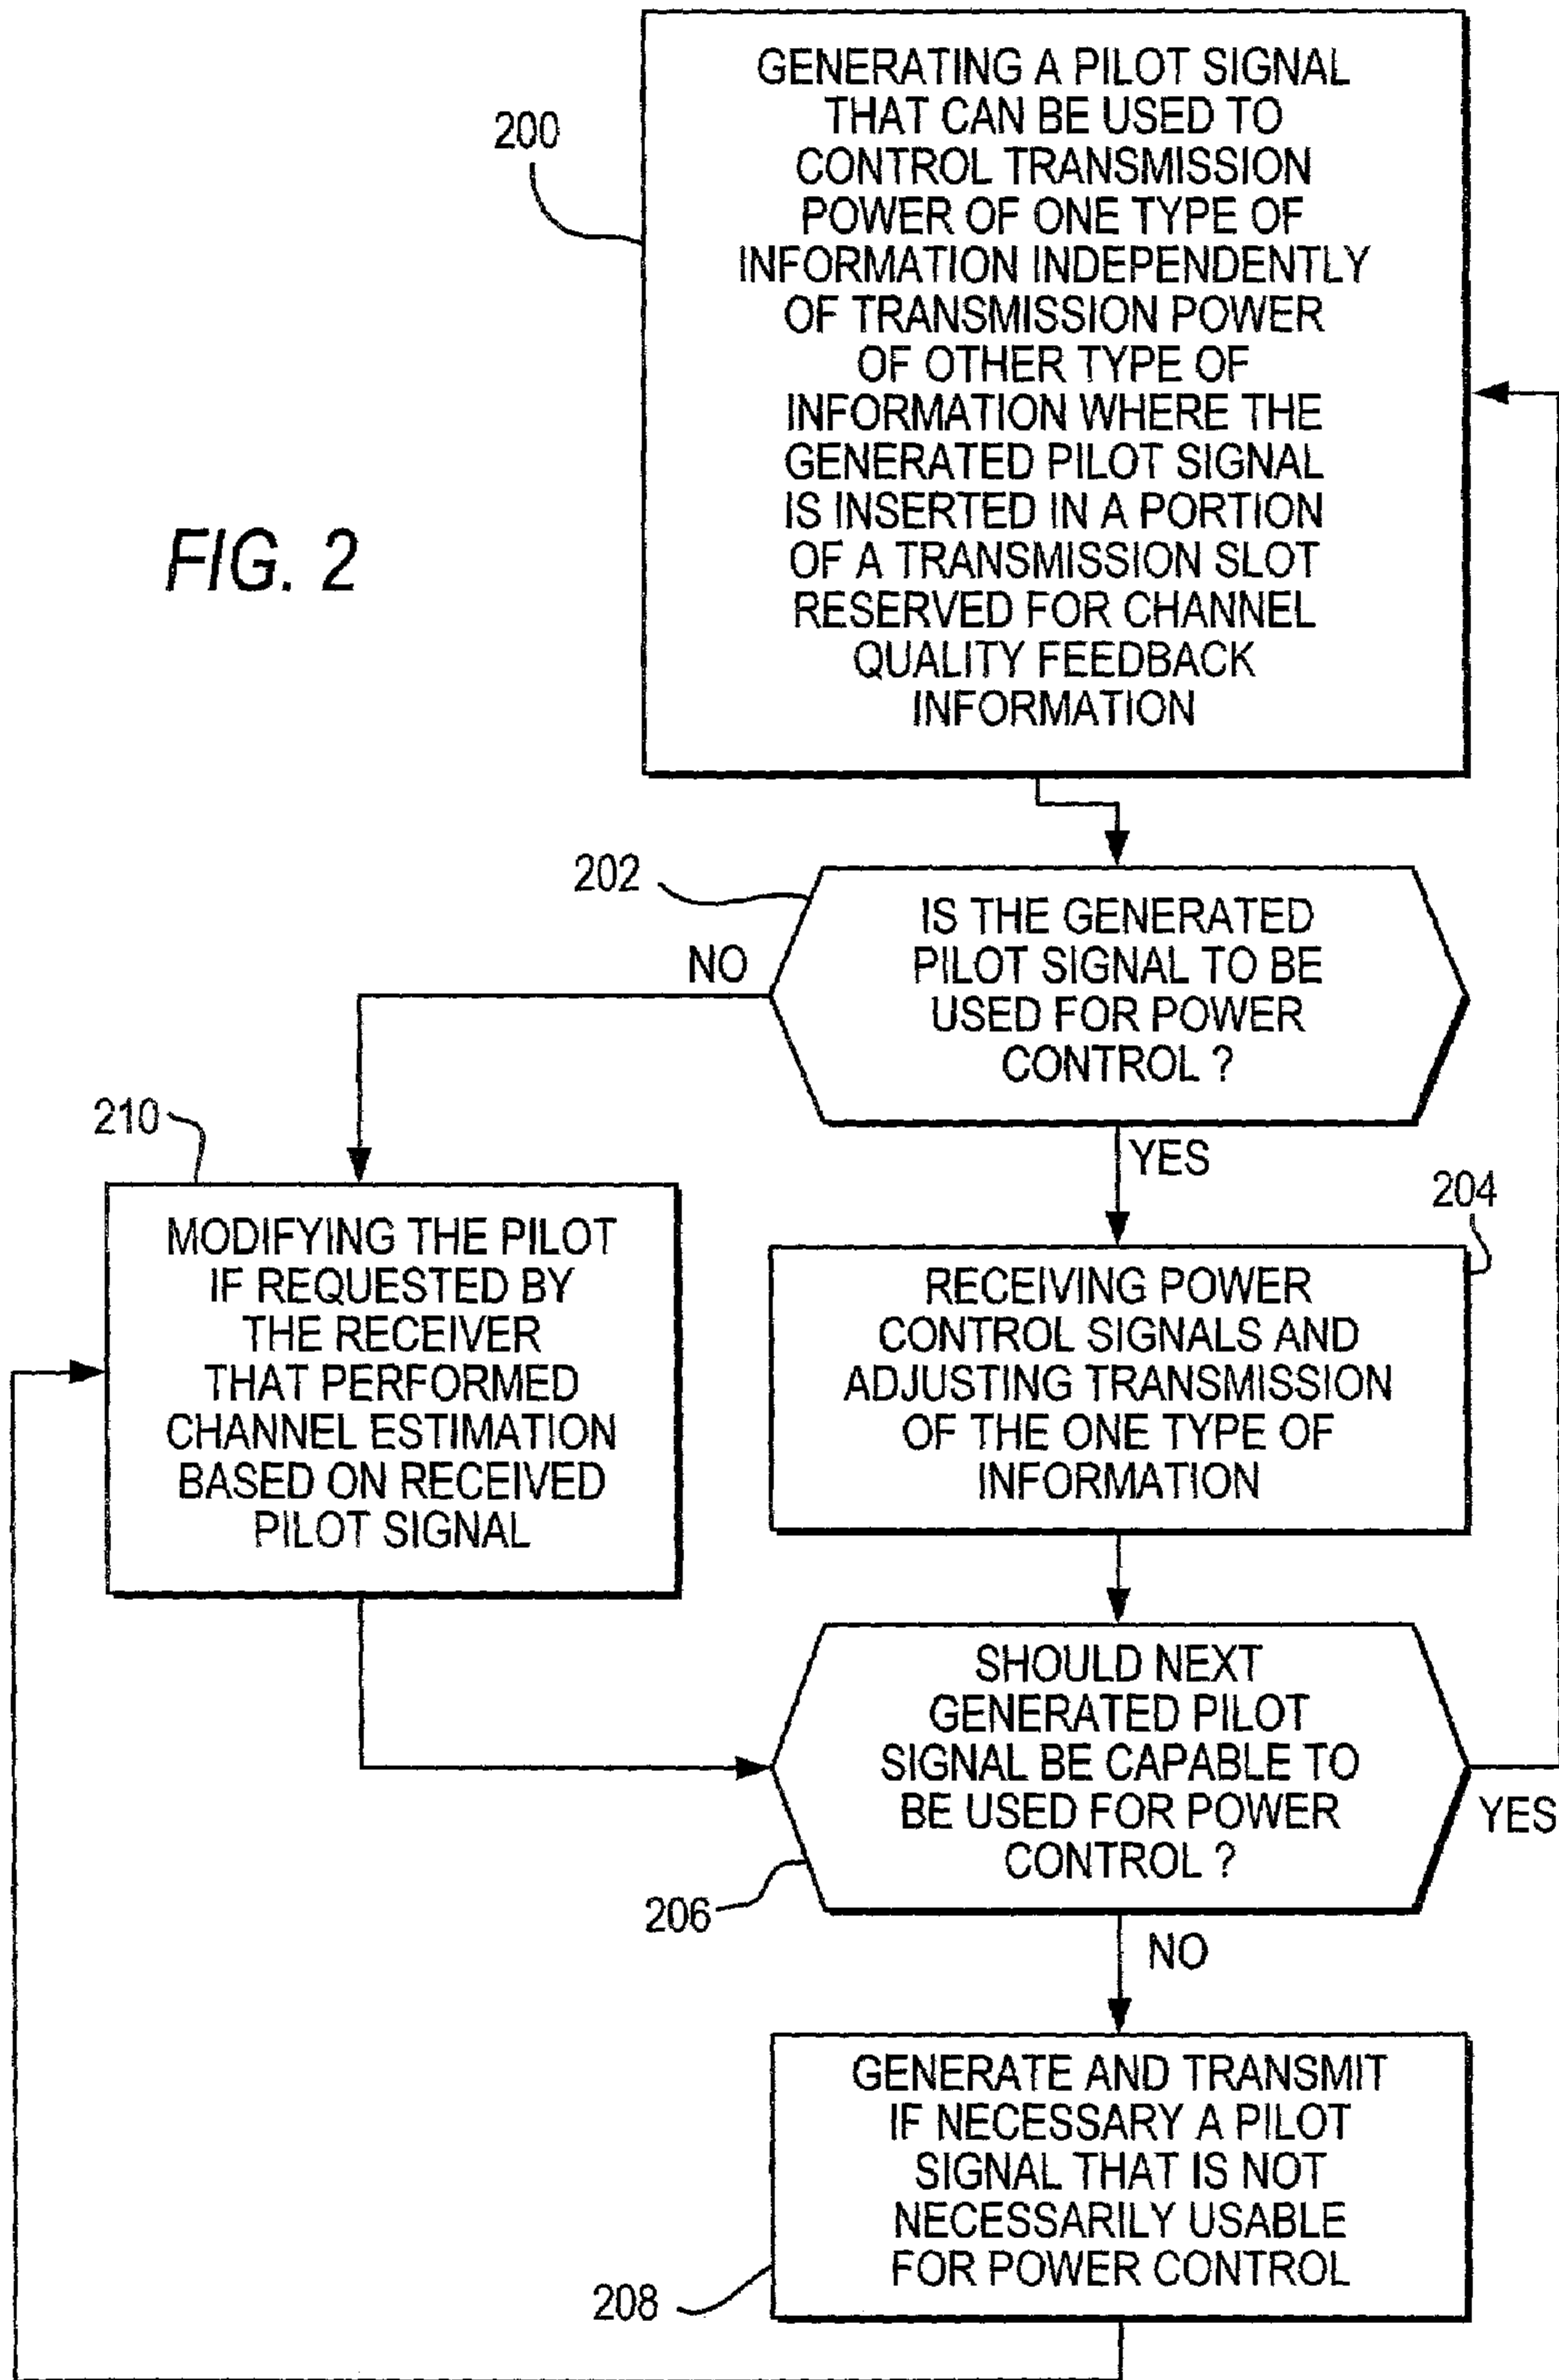 GENERATING A PILOT SIGNAL
THAT CAN BE USED TO
CONTROL TRANSMISSION
POWER OF ONE TYPE OF
INFORMATION INDEPENDENTLY
OF TRANSMISSION POWER
OF OTHER TYPE OF
INFORMATION WHERE THE
GENERATED PILOT SIGNAL
IS INSERTED IN A PORTION
OF A TRANSMISSION SLOT
RESERVED FOR CHANNEL
QUALITY FEEDBACK
INFORMATION
200
FIG. 2
202
IS THE GENERATED
PILOT SIGNAL TO BE
USED FOR POWER
CONTROL ?
NO
YES
210
MODIFYING THE PILOT
IF REQUESTED BY
THE RECEIVER
THAT PERFORMED
CHANNEL ESTIMATION
BASED ON RECEIVED
PILOT SIGNAL
204
RECEIVING POWER
CONTROL SIGNALS AND
ADJUSTING TRANSMISSION
OF THE ONE TYPE OF
INFORMATION
SHOULD NEXT
GENERATED PILOT
SIGNAL BE CAPABLE TO
BE USED FOR POWER
CONTROL ?
YES
206
NO
GENERATE AND TRANSMIT
IF NECESSARY A PILOT
SIGNAL THAT IS NOT
NECESSARILY USABLE
FOR POWER CONTROL
208